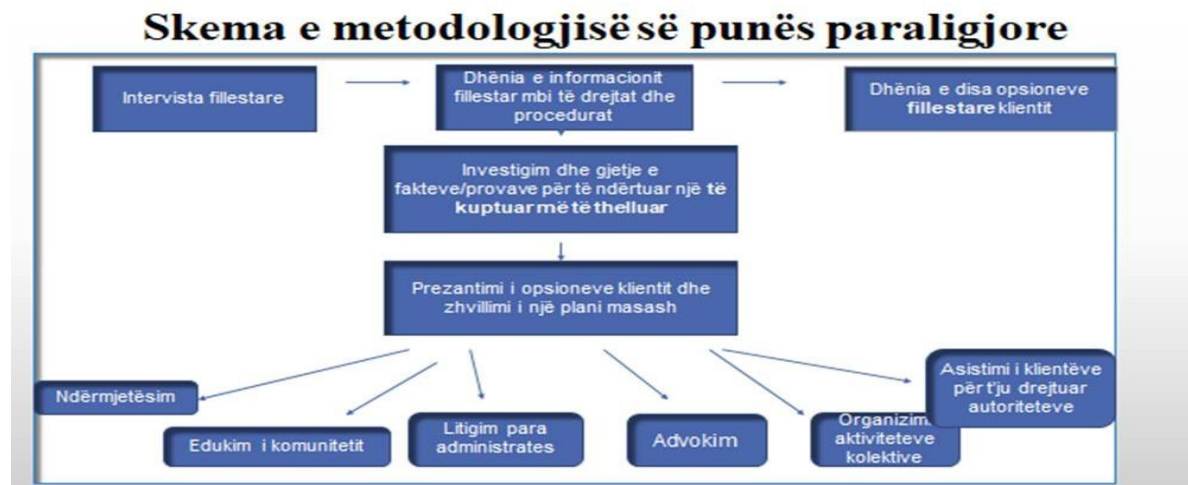 Skema e metodologjisë së punës paraligjore
Intervista fillestare
Dhënia e informacionit
fillestar mbi të drejtat dhe
procedurat
Dhënia e disa opsioneve
fillestare klientit
Investigim dhe gjetje e
fakteve/provave për të ndërtuar një të
kuptuar më të thelluar
Prezantimi i opsioneve klientit dhe
zhvillimi i një plani masash
Ndërmjetësim
Edukim i komunitetit
Litigim para
administrates
Advokim
Organizim
aktiviteteve
kolektive
Asistimi i klientëve
për t'ju drejtuar
autoriteteve